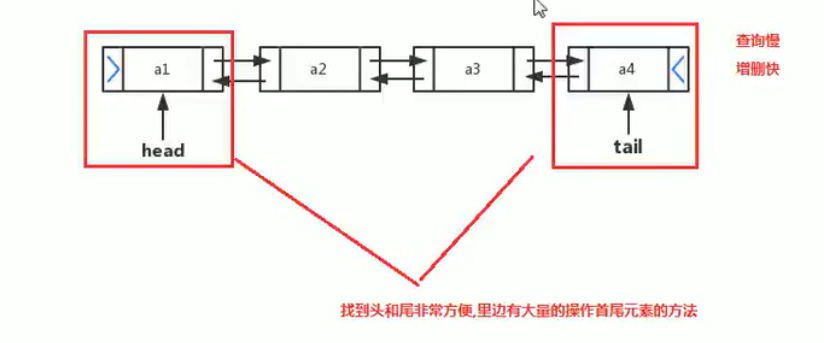 查询慢
a1
a2
a3
a4
增删快
head
tail
找到头和尾非常方便,里边有大量的操作首尾元素的方法